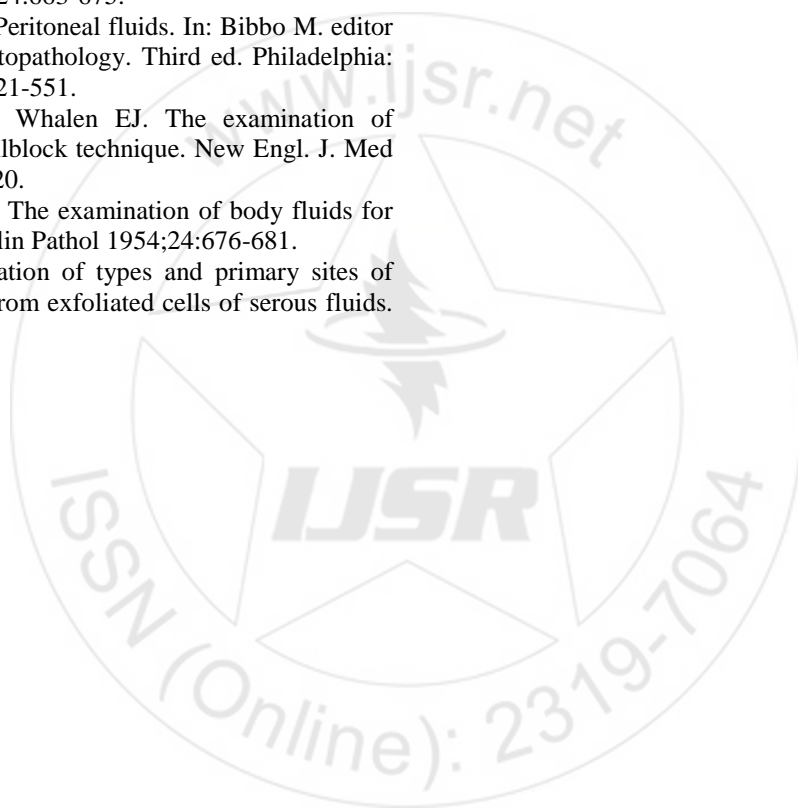 24:665-675.
Peritoneal fluids. In: Bibbo M. editor
topathology. Third ed. Philadelphia:
21-551.
Whalen EJ. The examination of
llblock technique. New Engl. J. Med
20.
The examination of body fluids for
lin Pathol 1954;24:676-681.
ation of types and primary sites of
from exfoliated cells of serous fluids.
www.ijsr.net
IJSR
ISSN (Online): 2319-7064